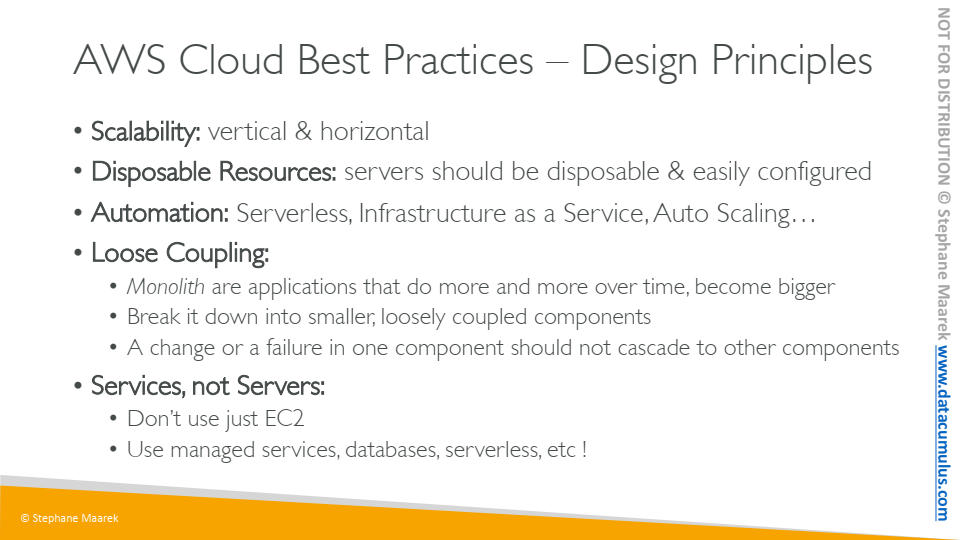 AWS Cloud Best Practices – Design Principles
• Scalability: vertical & horizontal
• Disposable Resources: servers should be disposable & easily configured
• Automation: Serverless, Infrastructure as a Service, Auto Scaling…
• Loose Coupling:
• Monolith are applications that do more and more over time, become bigger
• Break it down into smaller, loosely coupled components
• A change or a failure in one component should not cascade to other components
• Services, not Servers:
• Don't use just EC2
• Use managed services, databases, serverless, etc !
© Stephane Maarek
NOT FOR DISTRIBUTION © Stephane Maarek www.datacumulus.com